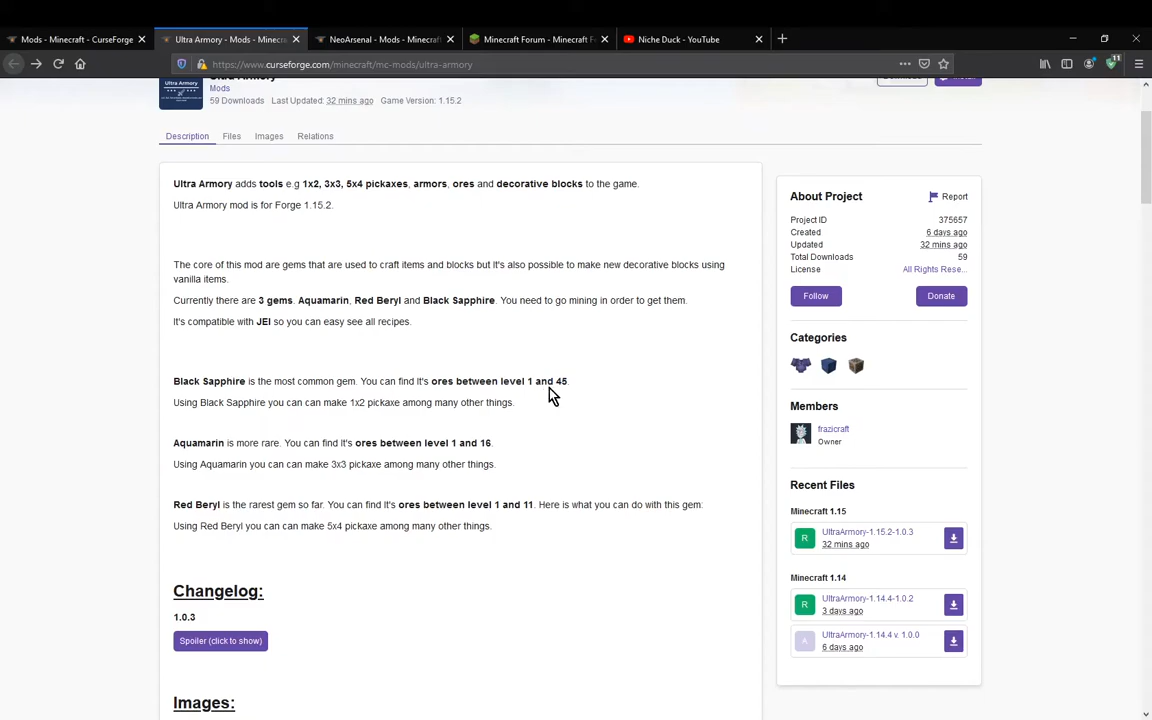 Mods - Minecraft - CurseForge
Ultra Armory - Mods - Minecr
NeoArsenal - Mods - Minecraft
Minecraft Forum - Minecraft F
Niche Duck - YouTube
https://www.curseforge.com/minecraft/mc-mods/ultra-armory
11
Ultra Armory
Ultra Armory
Mods
59 Downloads Last Updated: 32 mins ago Game Version: 1.15.2
Description Files Images Relations
Ultra Armory adds tools e.g 1x2, 3x3, 5x4 pickaxes, armors, ores and decorative blocks to the game.
Ultra Armory mod is for Forge 1.15.2.
The core of this mod are gems that are used to craft items and blocks but It's also possible to make new decorative blocks using
vanilla items.
Currently there are 3 gems. Aquamarin, Red Beryl and Black Sapphire. You need to go mining in order to get them.
It's compatible with JEI so you can easy see all recipes.
Black Sapphire is the most common gem. You can find It's ores between level 1 and 45.
Using Black Sapphire you can can make 1x2 pickaxe among many other things.
Aquamarin is more rare. You can find It's ores between level 1 and 16.
Using Aquamarin you can can make 3x3 pickaxe among many other things.
Red Beryl is the rarest gem so far. You can find It's ores between level 1 and 11. Here is what you can do with this gem:
Using Red Beryl you can can make 5x4 pickaxe among many other things.
Changelog:
1.0.3
Spoiler (click to show)
Images:
About Project
Report
Project ID 375657
Created 6 days ago
Updated 32 mins ago
Total Downloads 59
License All Rights Rese...
Follow Donate
Categories
Members
frazicraft
Owner
Recent Files
Minecraft 1.15
R UltraArmory-1.15.2-1.0.3
32 mins ago
Minecraft 1.14
R UltraArmory-1.14.4-1.0.2
3 days ago
A UltraArmory-1.14.4 v. 1.0.0
6 days ago